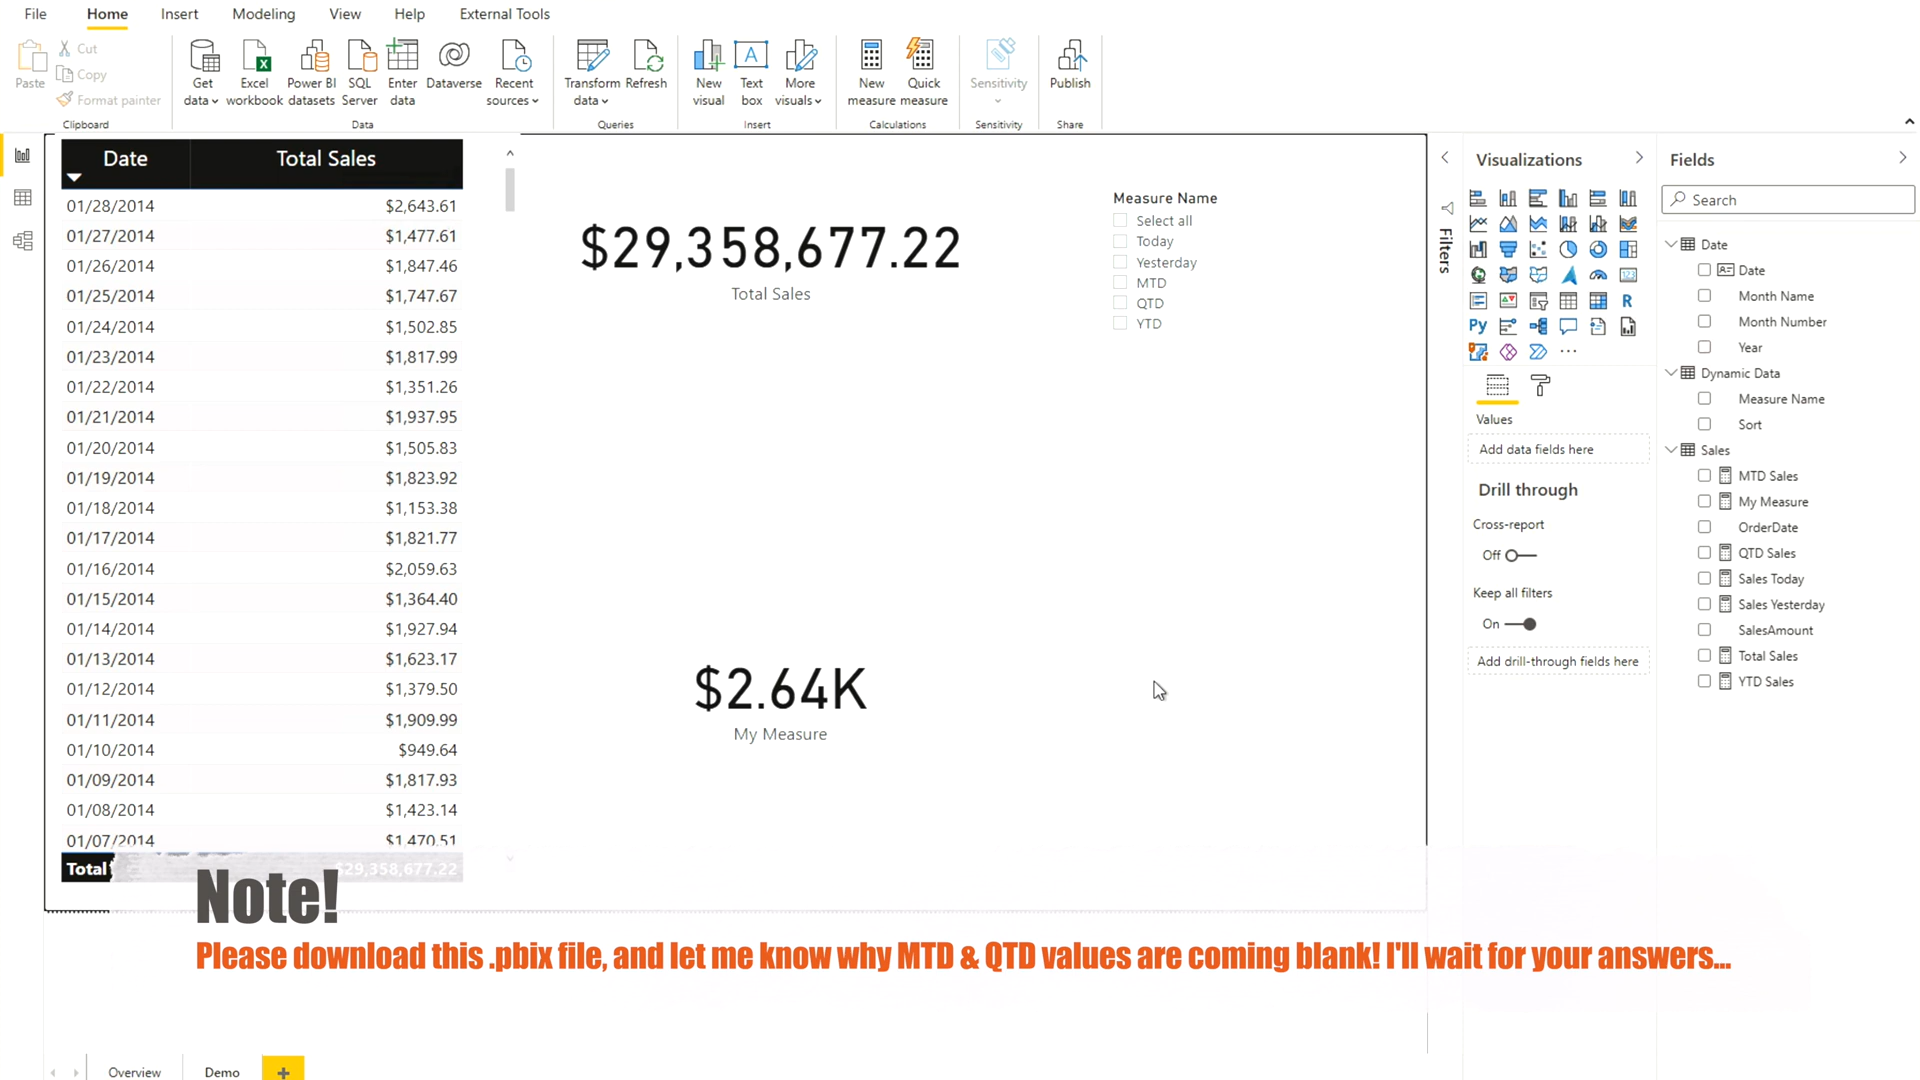 File Home Insert Modeling View Help External Tools
Paste
Cut
Copy
Format painter
Clipboard
Get data
Excel workbook
Power BI datasets
SQL Server
Enter data
Dataverse
Recent sources
Data
Transform data
Refresh
Queries
New visual
Text box
More visuals
Insert
New measure
Quick measure
Calculations
Sensitivity
Sensitivity
Publish
Share
Date Total Sales
01/28/2014 $2,643.61
01/27/2014 $1,477.61
01/26/2014 $1,847.46
01/25/2014 $1,747.67
01/24/2014 $1,502.85
01/23/2014 $1,817.99
01/22/2014 $1,351.26
01/21/2014 $1,937.95
01/20/2014 $1,505.83
01/19/2014 $1,823.92
01/18/2014 $1,153.38
01/17/2014 $1,821.77
01/16/2014 $2,059.63
01/15/2014 $1,364.40
01/14/2014 $1,927.94
01/13/2014 $1,623.17
01/12/2014 $1,379.50
01/11/2014 $1,909.99
01/10/2014 $949.64
01/09/2014 $1,817.93
01/08/2014 $1,423.14
01/07/2014 $1,470.51
Total $29,358,677.22
$29,358,677.22
Total Sales
Measure Name
Select all
Today
Yesterday
MTD
QTD
YTD
$2.64K
My Measure
Filters
Visualizations
R
Py
...
Values
Add data fields here
Drill through
Cross-report
Off
Keep all filters
On
Add drill-through fields here
Fields
Search
Date
Date
Month Name
Month Number
Year
Dynamic Data
Measure Name
Sort
Sales
MTD Sales
My Measure
OrderDate
QTD Sales
Sales Today
Sales Yesterday
SalesAmount
Total Sales
YTD Sales
Note!
Please download this .pbix file, and let me know why MTD & QTD values are coming blank! I'll wait for your answers...
Overview Demo +